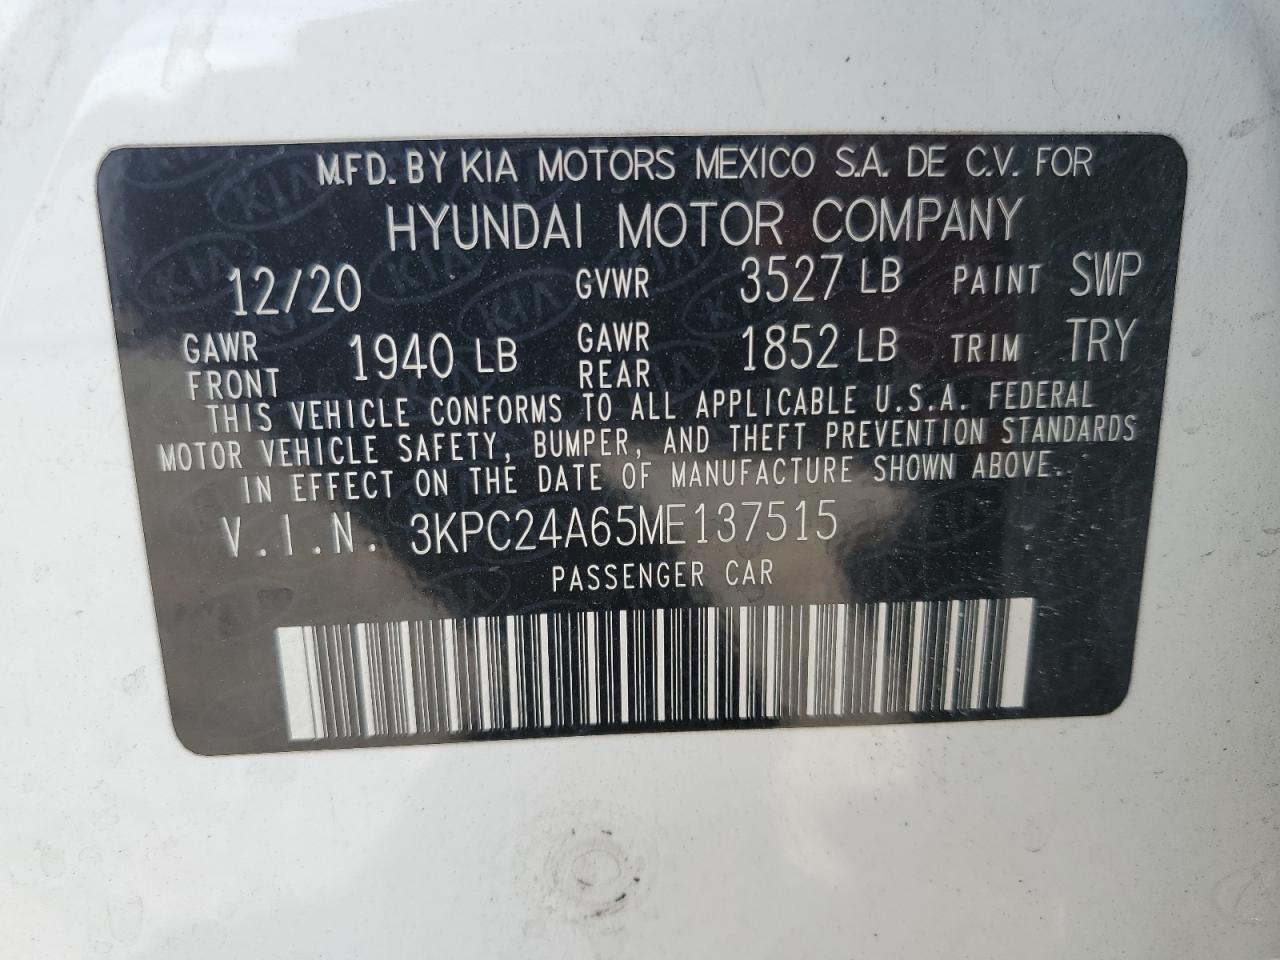 MFD. BY KIA MOTORS MEXICO S.A. DE C.V. FOR
HYUNDAI MOTOR COMPANY
12/20 GVWR 3527 LB PAINT SWP
GAWR FRONT 1940 LB GAWR REAR 1852 LB TRIM TRY
THIS VEHICLE CONFORMS TO ALL APPLICABLE U.S.A. FEDERAL
MOTOR VEHICLE SAFETY, BUMPER, AND THEFT PREVENTION STANDARDS
IN EFFECT ON THE DATE OF MANUFACTURE SHOWN ABOVE.
V.I.N. 3KPC24A65ME137515
PASSENGER CAR